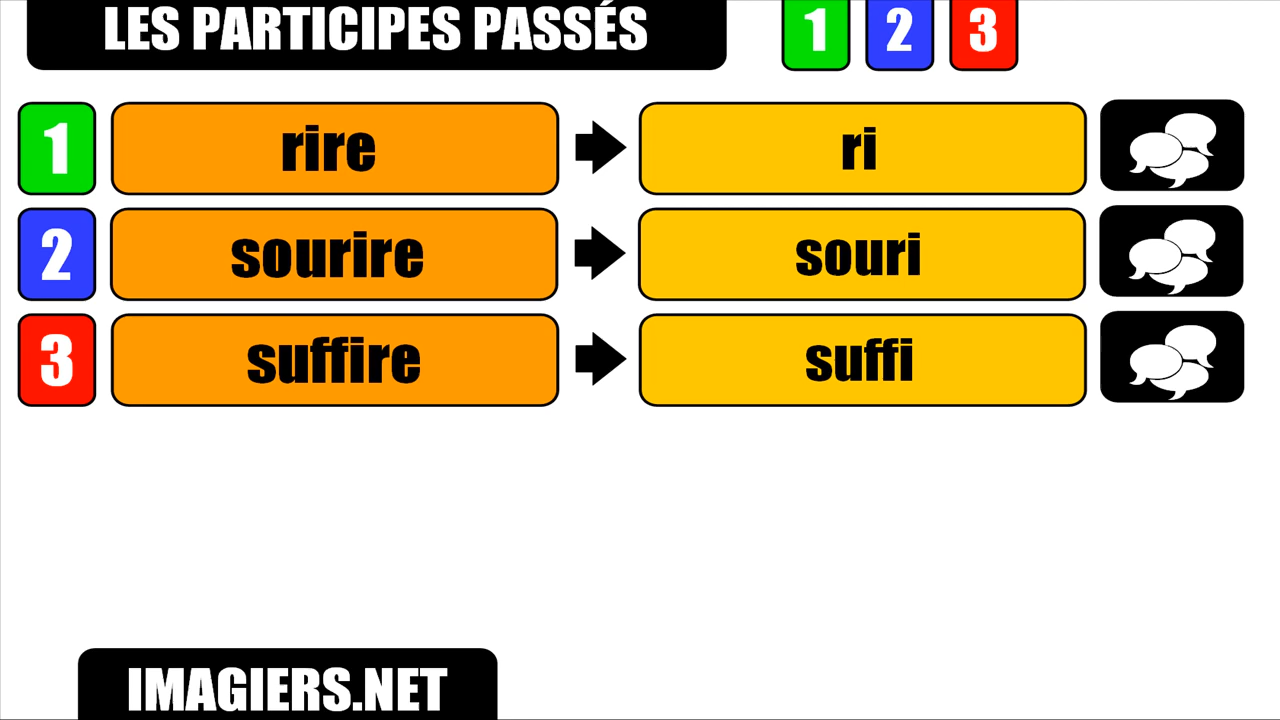 LES PARTICIPES PASSÉS 1 2 3
1 rire ri
2 sourire souri
3 suffire suffi
IMAGIERS.NET